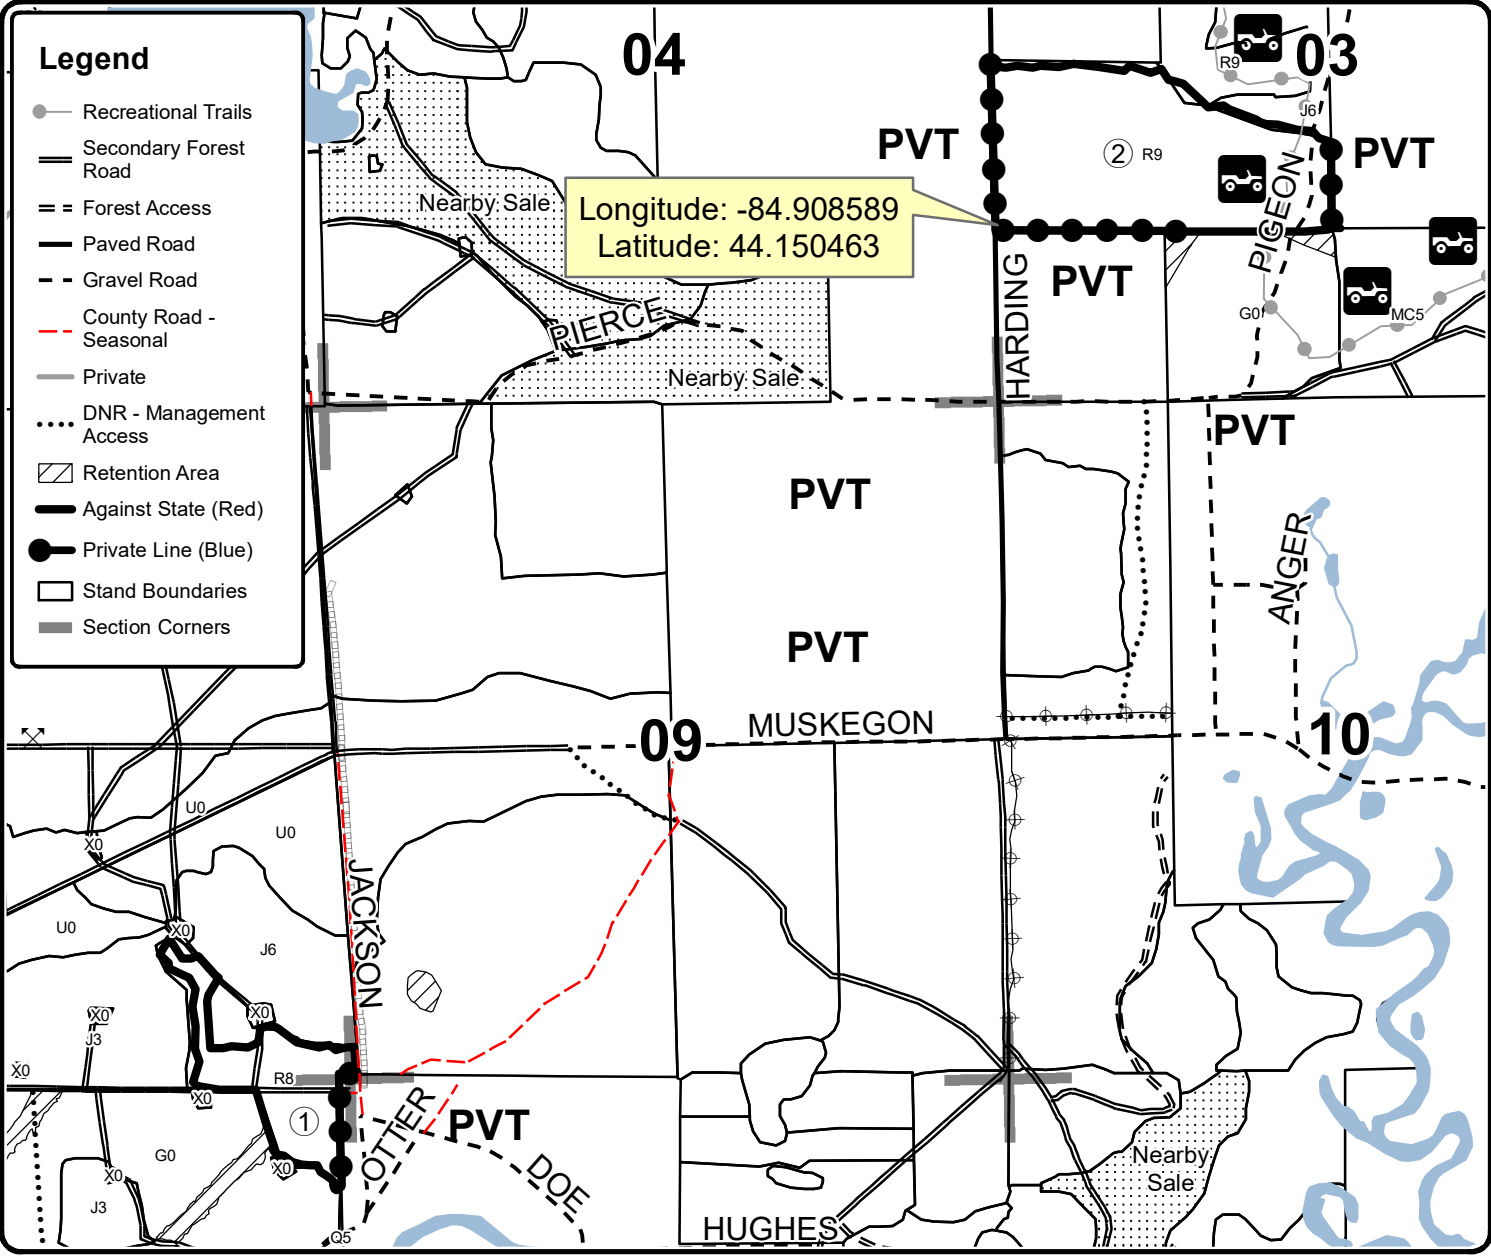 Legend
Recreational Trails
Secondary Forest
Road
Forest Access
Paved Road
Gravel Road
County Road -
Seasonal
Private
DNR - Management
Access
Retention Area
Against State (Red)
Private Line (Blue)
Stand Boundaries
Section Corners
04
03
R9
J6
PVT
2 R9
PVT
Nearby Sale
Longitude: -84.908589
Latitude: 44.150463
PIGEON
PVT
HARDING
PIERCE
G0
MC5
Nearby Sale
PVT
PVT
ANGER
PVT
MUSKEGON
09
10
U0
U0
X0
JACKSON
U0
X0
J6
X0
X0
J3
X0
R8
X0
1
OTTER
PVT
G0
X0
X0
DOE
Nearby
Sale
J3
Q5
HUGHES